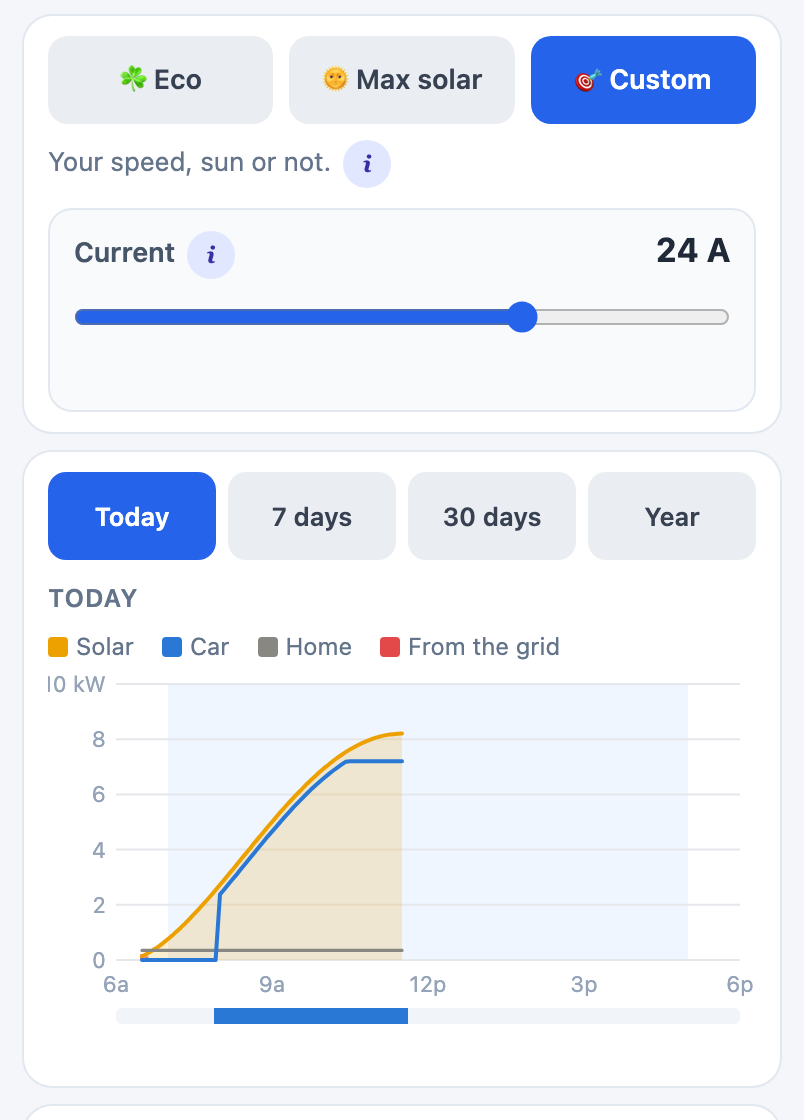 ☘️ Eco
🌞 Max solar
🎯 Custom
Your speed, sun or not. i
Current i
24 A
Today
7 days
30 days
Year
TODAY
Solar Car Home From the grid
10 kW
8
6
4
2
0
6a 9a 12p 3p 6p